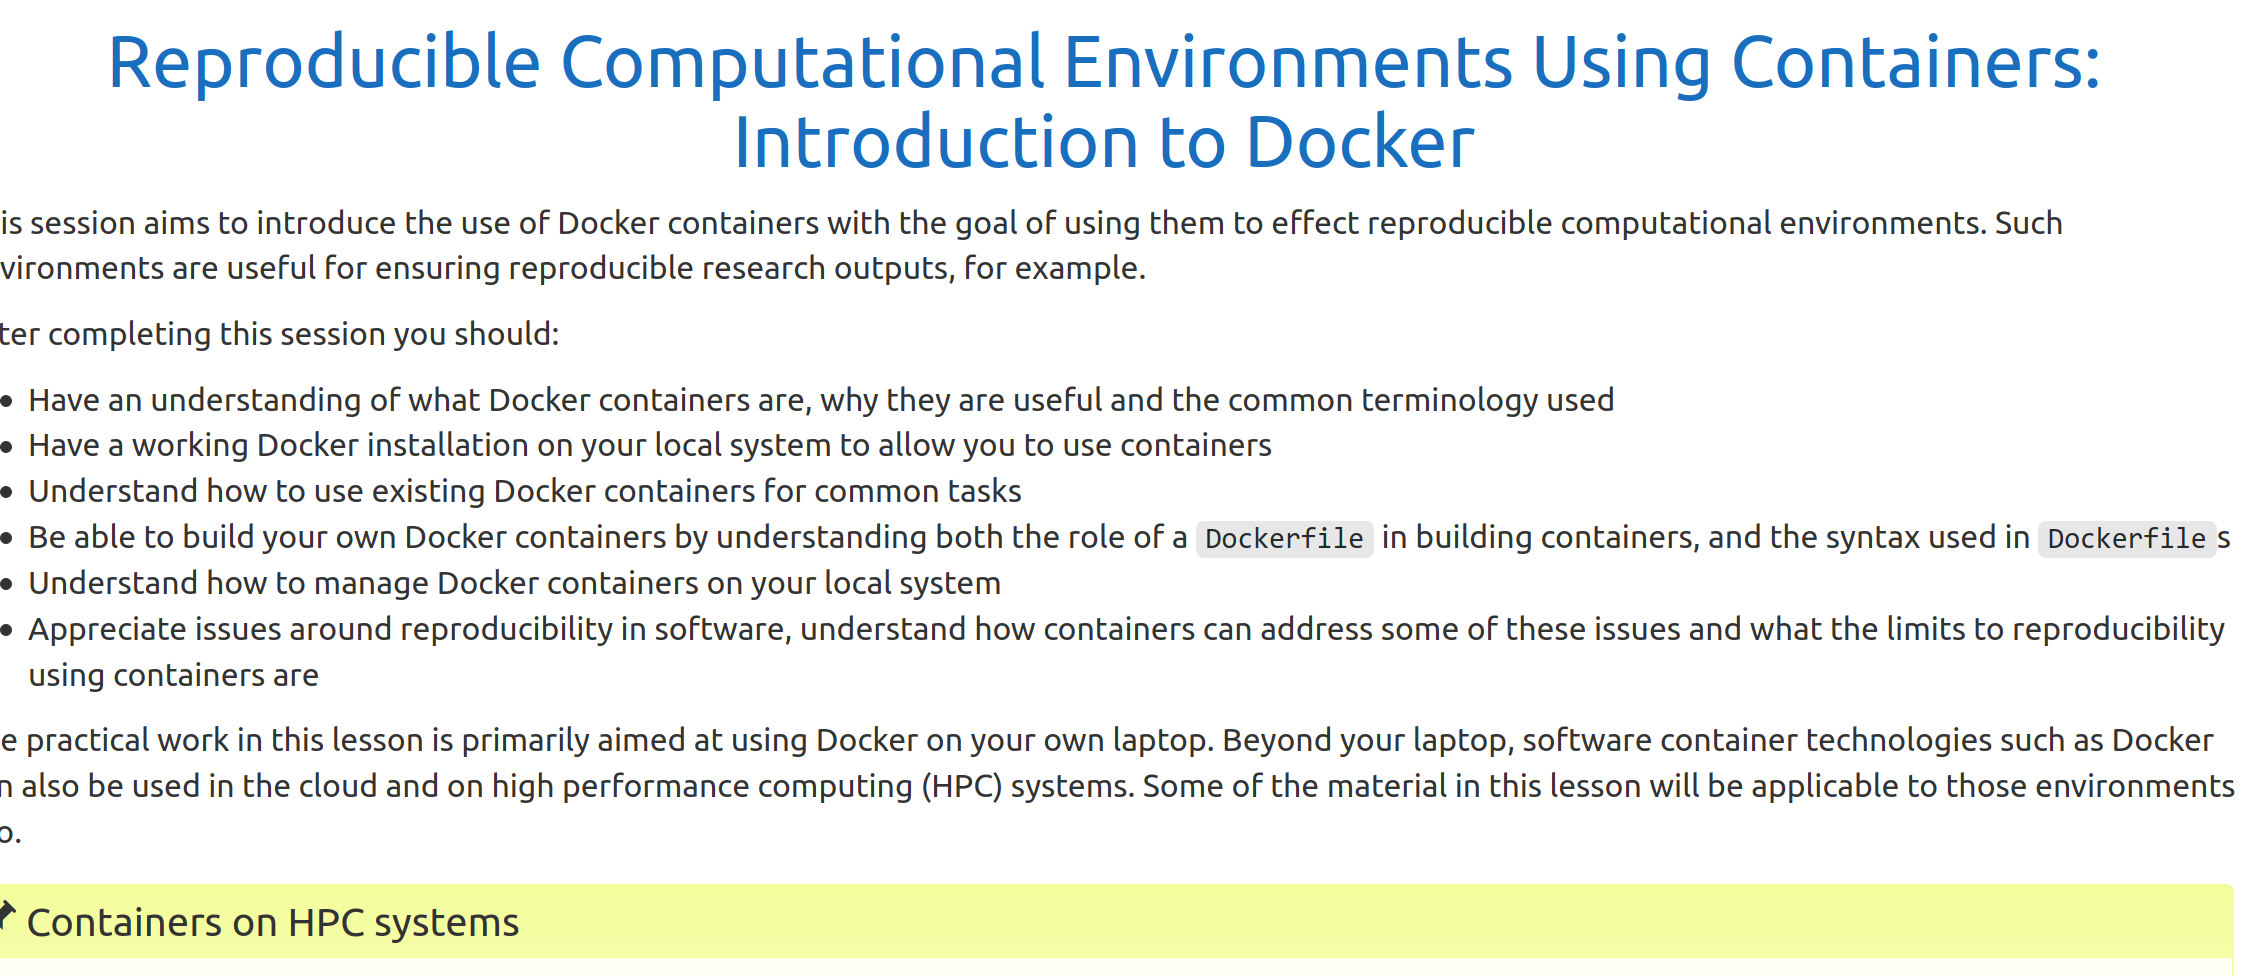 Reproducible Computational Environments Using Containers:
Introduction to Docker
is session aims to introduce the use of Docker containers with the goal of using them to effect reproducible computational environments. Such
vironments are useful for ensuring reproducible research outputs, for example.
ter completing this session you should:
• Have an understanding of what Docker containers are, why they are useful and the common terminology used
• Have a working Docker installation on your local system to allow you to use containers
• Understand how to use existing Docker containers for common tasks
• Be able to build your own Docker containers by understanding both the role of a Dockerfile in building containers, and the syntax used in Dockerfiles
• Understand how to manage Docker containers on your local system
• Appreciate issues around reproducibility in software, understand how containers can address some of these issues and what the limits to reproducibility
using containers are
e practical work in this lesson is primarily aimed at using Docker on your own laptop. Beyond your laptop, software container technologies such as Docker
n also be used in the cloud and on high performance computing (HPC) systems. Some of the material in this lesson will be applicable to those environments
o.
Containers on HPC systems